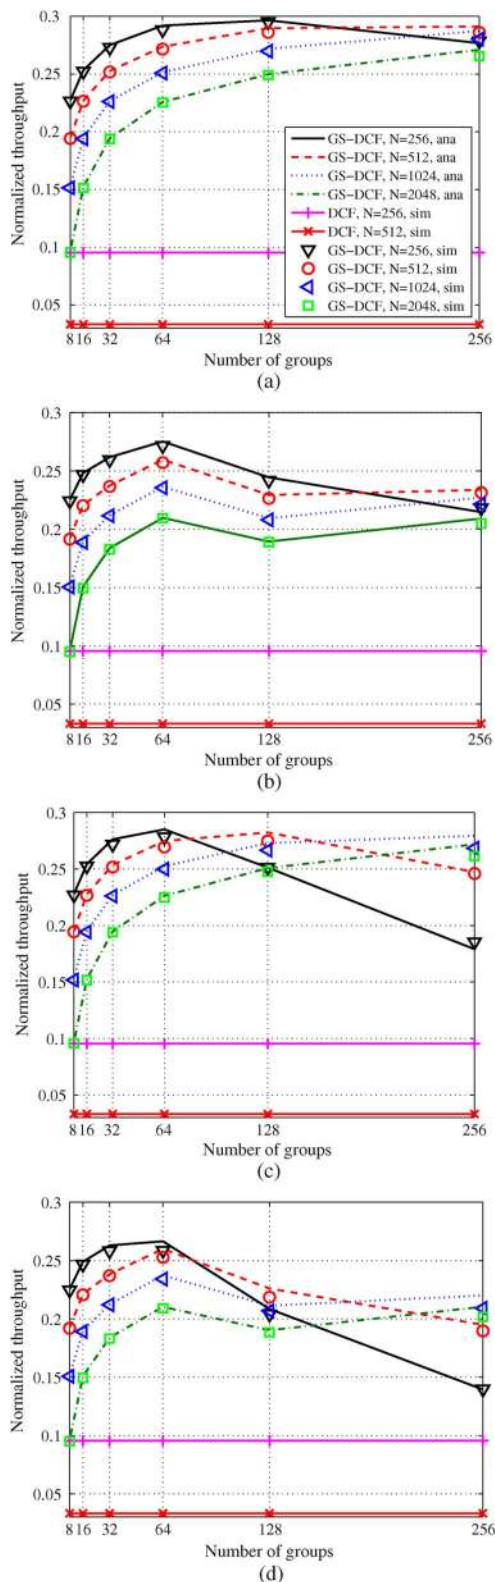 0.3
0.25
0.2
0.15
0.1
0.05
Normalized throughput
GS-DCF, N=256, ana
GS-DCF, N=512, ana
GS-DCF, N=1024, ana
GS-DCF, N=2048, ana
DCF, N=256, sim
DCF, N=512, sim
GS-DCF, N=256, sim
GS-DCF, N=512, sim
GS-DCF, N=1024, sim
GS-DCF, N=2048, sim
8 16 32 64 128 256
Number of groups
(a)
0.3
0.25
0.2
0.15
0.1
0.05
Normalized throughput
8 16 32 64 128 256
Number of groups
(b)
0.3
0.25
0.2
0.15
0.1
0.05
Normalized throughput
8 16 32 64 128 256
Number of groups
(c)
0.3
0.25
0.2
0.15
0.1
0.05
Normalized throughput
8 16 32 64 128 256
Number of groups
(d)